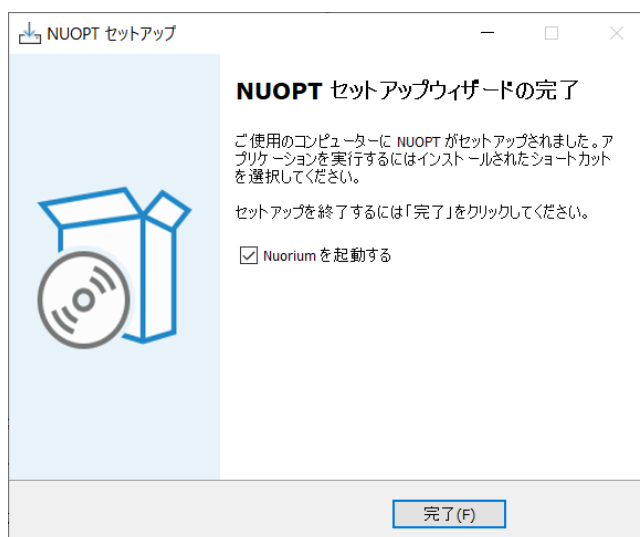 NUOPT セットアップ
NUOPT セットアップウィザードの完了
ご使用のコンピューターに NUOPT がセットアップされました。ア
プリケーションを実行するにはインストールされたショートカット
を選択してください。
セットアップを終了するには「完了」をクリックしてください。
Nuorium を起動する
完了(F)